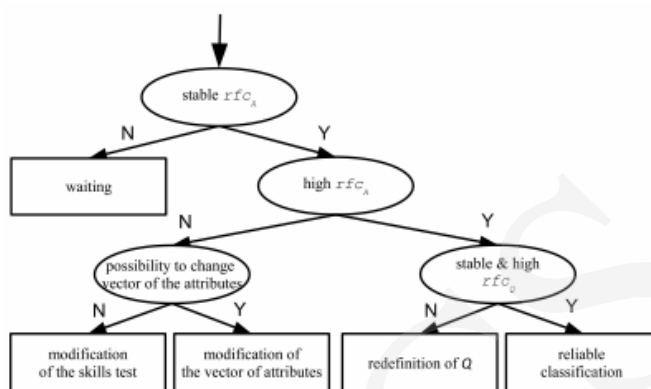 stable rfc_A
N
Y
waiting
high rfc_A
N
Y
possibility to change
vector of the attributes
stable & high
rfc_Q
N
Y
N
Y
modification
of the skills test
modification of
the vector of attributes
redefinition of Q
reliable
classification